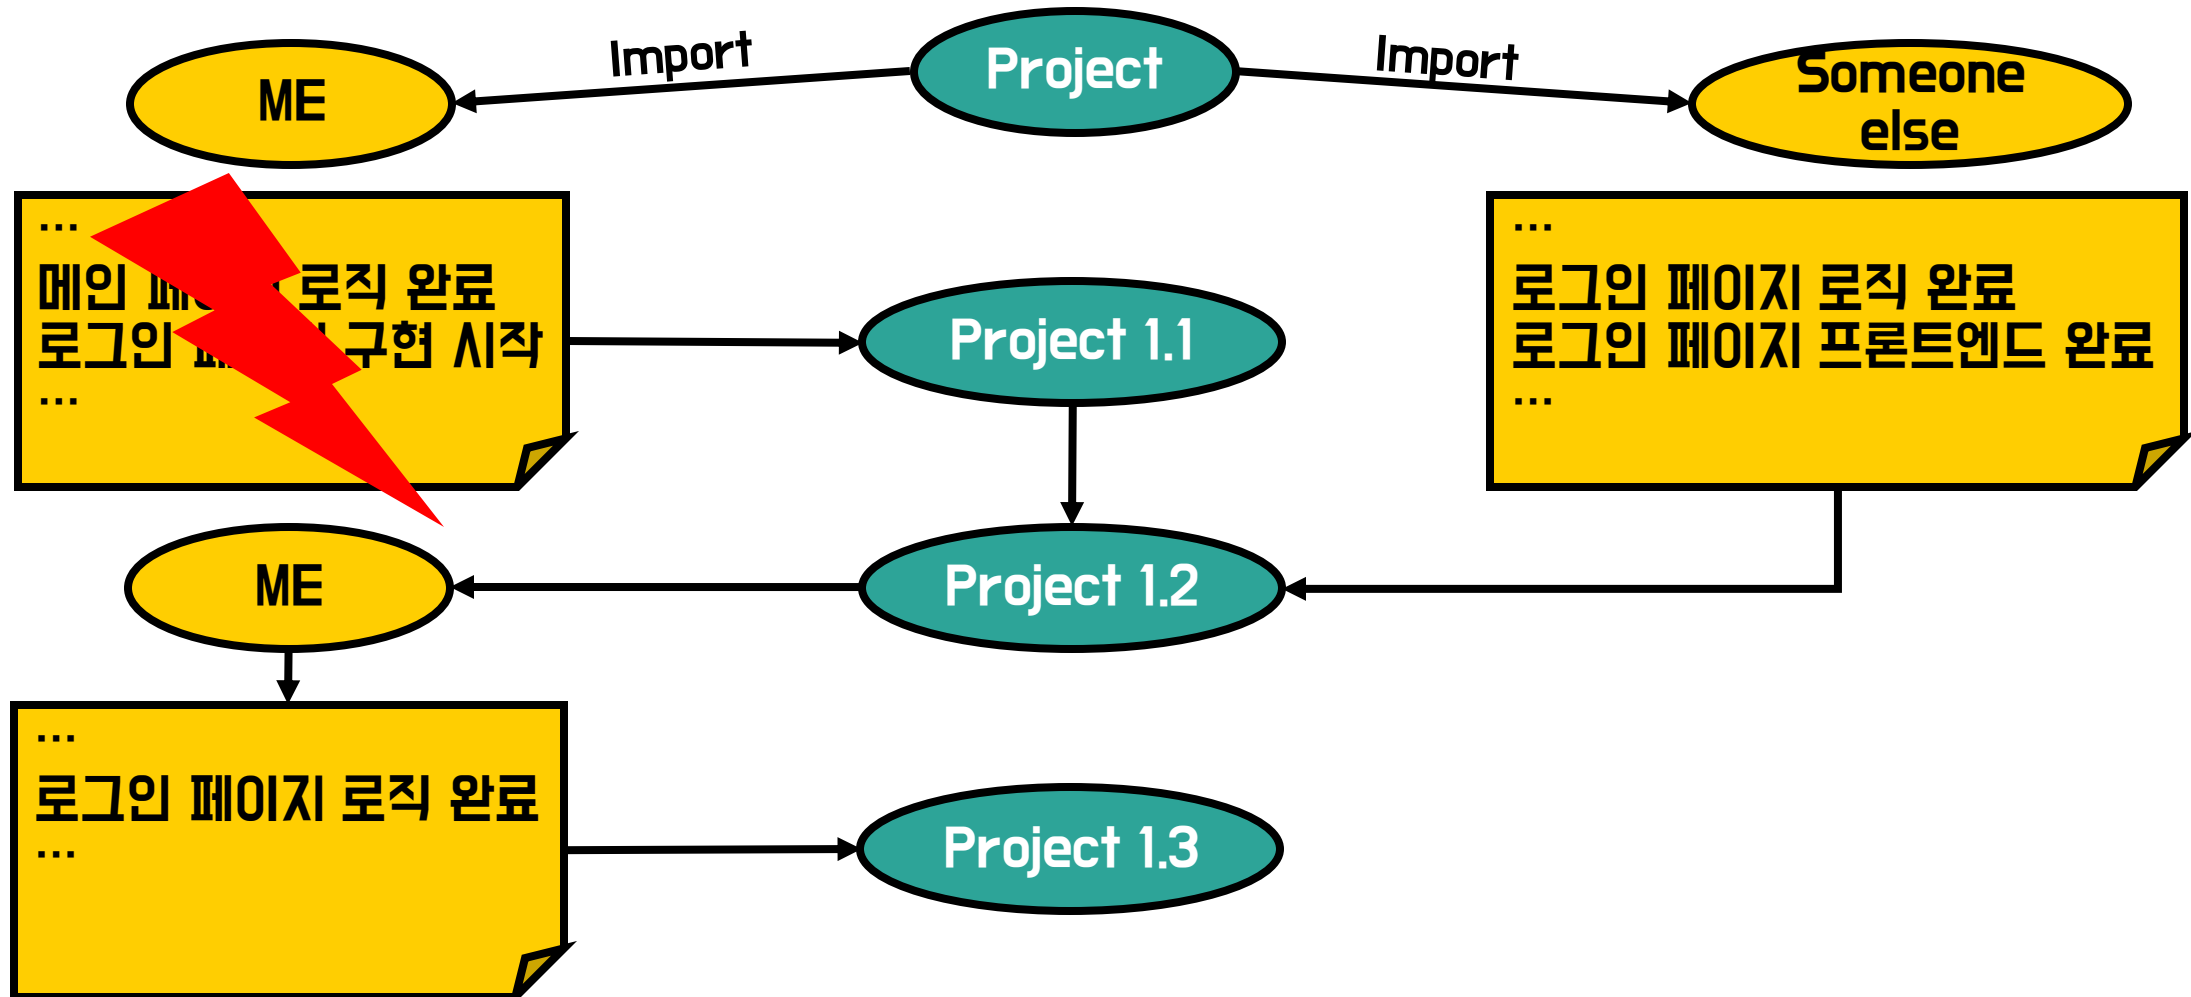 Import
Project
Import
ME
Someone
else
...
메인 로직 완료
로그인 구현 시작
...
...
로그인 페이지 로직 완료
로그인 페이지 프론트엔드 완료
...
Project 1.1
ME
Project 1.2
...
로그인 페이지 로직 완료
...
Project 1.3